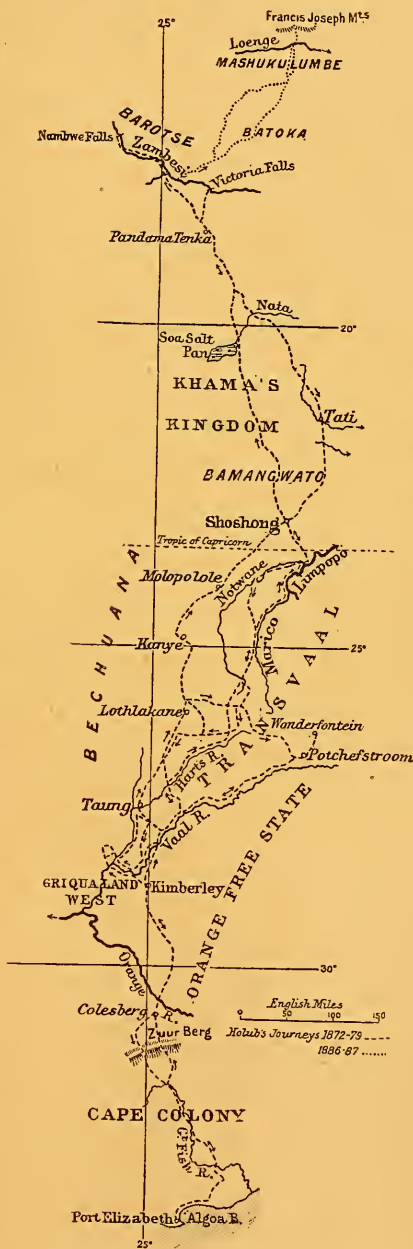 25°
Francis Joseph Mts
Loenge
MASHUKULUMBE
BAROTSE
BATOKA
Nambwe Falls
Zambesi
Victoria Falls
PandamaTenka
Nata
20°
Soa Salt
Pan
KHAMA'S
KINGDOM
Tati
BAMANGWATO
Shoshong
Tropic of Capricorn
Limpopo
Molopolole
Notwane
BECHUANA
Marico
Kanye
25°
TRANSVAAL
Lothlakane
Wonderfontein
Harts R.
Potchefstroom
Taung
Vaal R.
ORANGE FREE STATE
GRIQUALAND
WEST
Kimberley
Orange
30°
English Miles
0 50 100 150
Colesberg
R.
Holub's Journeys 1872-79
1886-87
Zuur Berg
CAPE COLONY
Gt Fish
R.
Port Elizabeth
Algoa B.
25°